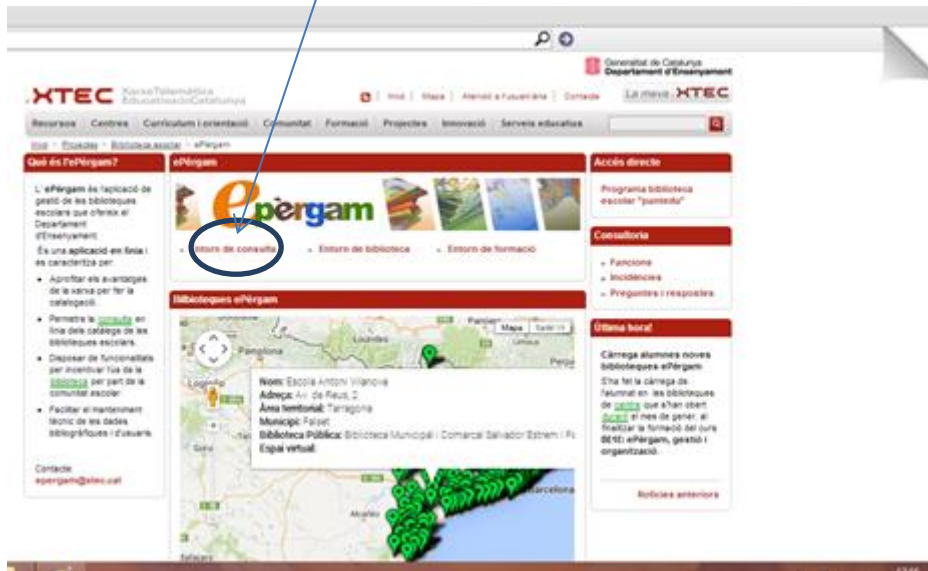 Generalitat de Catalunya
Departament d'Ensenyament
XTEC
Xarxa Telemàtica
Educativa de Catalunya
Inici | Mapa | Atenció a l'usuari/ària | Contacte
La meva XTEC
Recursos Centres Currículum i orientació Comunitat Formació Projectes Innovació Serveis educatius
Inici > Projectes > Biblioteca escolar > ePèrgam
Què és l'ePèrgam?
L' ePèrgam és l'aplicació de
gestió de les biblioteques
escolars que ofereix el
Departament
d'Ensenyament.
És una aplicació en línia i
es caracteritza per:
Aprofitar els avantatges
de la xarxa per fer la
catalogació.
Permetre la consulta en
línia dels catàlegs de les
biblioteques escolars.
Disposar de funcionalitats
per incentivar l'ús de la
biblioteca per part de la
comunitat escolar.
Facilitar el manteniment
tècnic de les dades
bibliogràfiques i d'usuaris.
Contacte:
epergam@xtec.cat
ePèrgam
epèrgam
Entorn de consulta
Entorn de biblioteca
Entorn de formació
Biblioteques ePèrgam
Mapa
Pamplona
Lourdes
Logroño
Soria
Nom: Escola Antoni Vilanova
Adreça: Av. de Reus, 2
Àrea territorial: Tarragona
Municipi: Falset
Biblioteca Pública: Biblioteca Municipal i Comarcal Salvador Estrem i Fa
Espai virtual:
Barcelona
Alcañiz
Accés directe
Programa biblioteca
escolar "puntedu"
Consultoria
Funcions
Incidències
Preguntes i respostes
Última hora!
Càrrega alumnes noves
biblioteques ePèrgam
S'ha fet la càrrega de
l'alumnat en les biblioteques
de centre que s'han obert
durant el mes de gener, al
finalitzar la formació del curs
ePèrgam, gestió i
organització.
Notícies anteriors